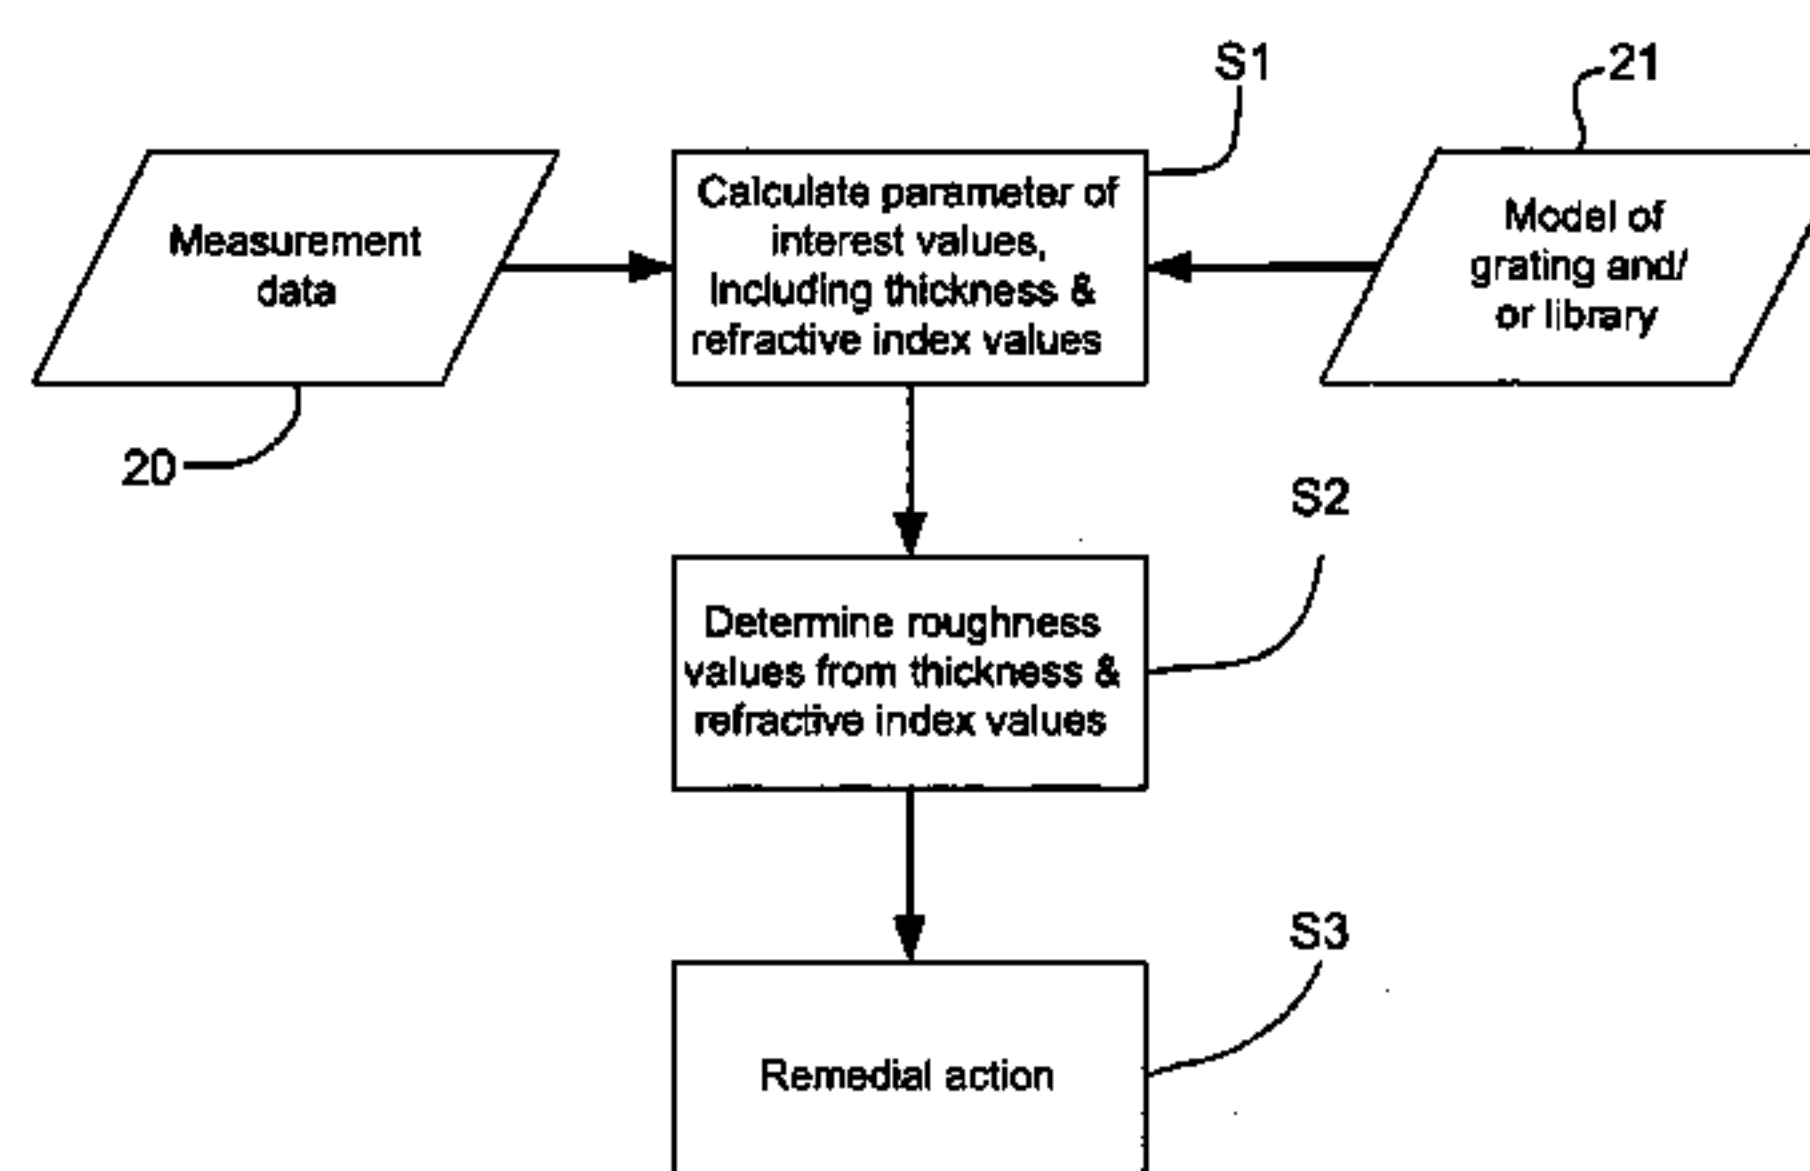 S1
21
Measurement
data
Calculate parameter of
interest values,
Including thickness &
refractive index values
Model of
grating and/
or library
20
S2
Determine roughness
values from thickness &
refractive index values
S3
Remedial action